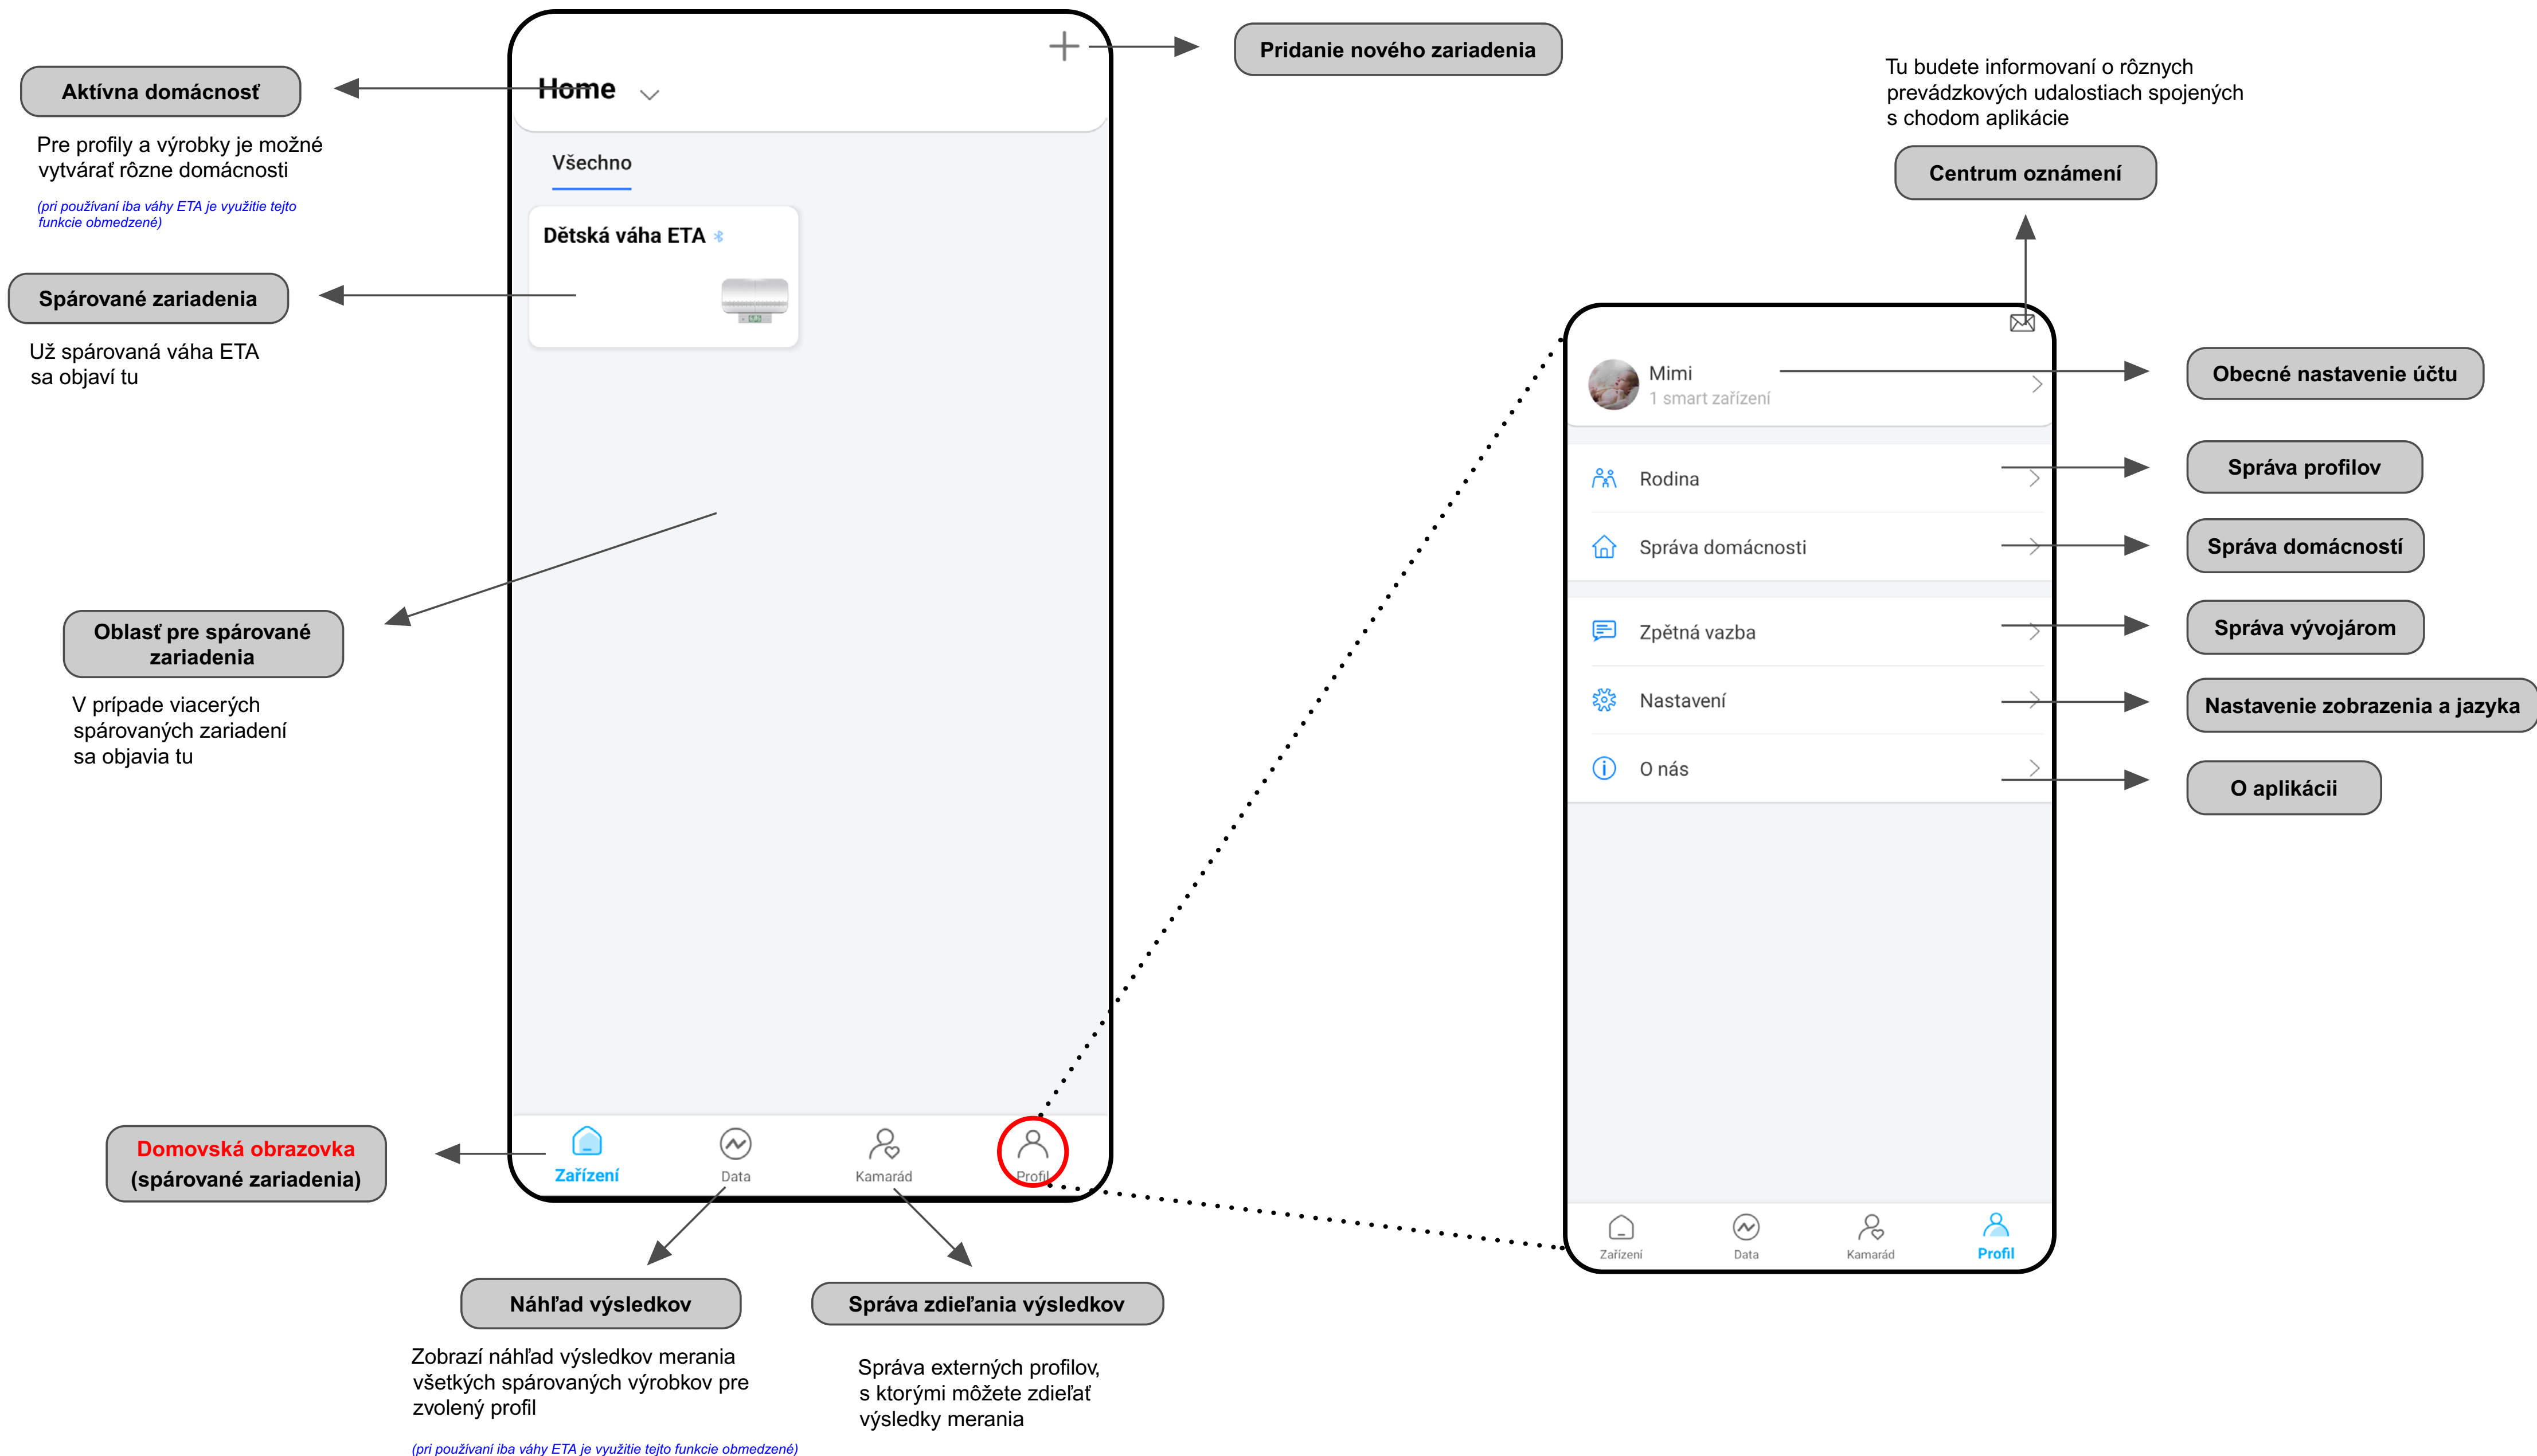 Pridanie nového zariadenia
Home
Aktívna domácnosť
Pre profily a výrobky je možné
vytvárať rôzne domácnosti
(pri používaní iba váhy ETA je využitie tejto
funkcie obmedzené)
Všechno
Dětská váha ETA
Spárované zariadenia
Už spárovaná váha ETA
sa objaví tu
Oblasť pre spárované
zariadenia
V prípade viacerých
spárovaných zariadení
sa objavia tu
Domovská obrazovka
(spárované zariadenia)
Zařízení
Data
Kamarád
Profil
Náhľad výsledkov
Zobrazí náhľad výsledkov merania
všetkých spárovaných výrobkov pre
zvolený profil
(pri používaní iba váhy ETA je využitie tejto funkcie obmedzené)
Správa zdieľania výsledkov
Správa externých profilov,
s ktorými môžete zdieľať
výsledky merania
Tu budete informovaní o rôznych
prevádzkových udalostiach spojených
s chodom aplikácie
Centrum oznámení
Mimi
1 smart zařízení
Obecné nastavenie účtu
Rodina
Správa profilov
Správa domácnosti
Správa domácností
Zpětná vazba
Správa vývojárom
Nastavení
Nastavenie zobrazenia a jazyka
O nás
O aplikácii
Zařízení
Data
Kamarád
Profil